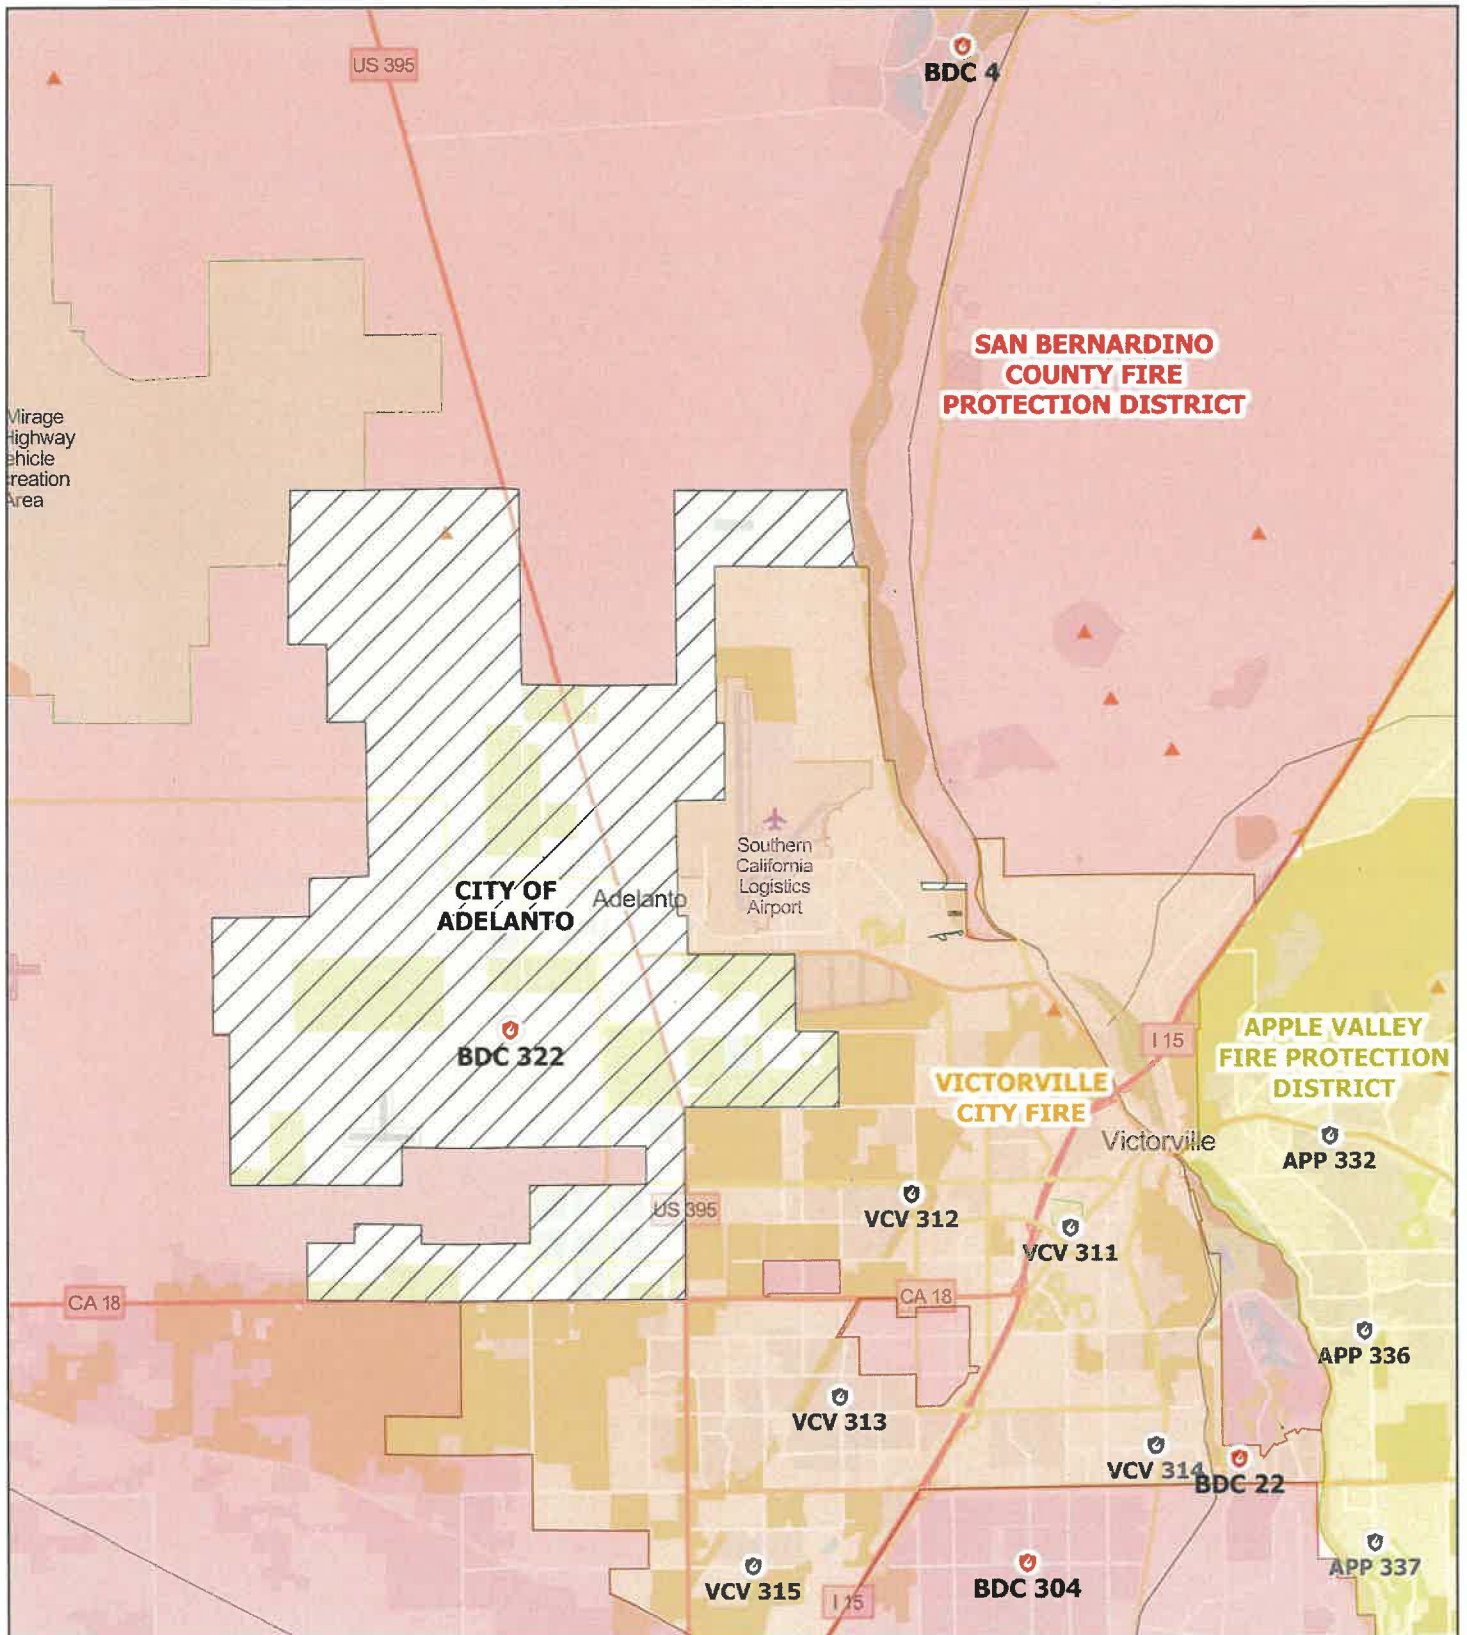 US 395
BDC 4
SAN BERNARDINO
COUNTY FIRE
PROTECTION DISTRICT
Mirage
Highway
Area
Southern
California
Logistics
Airport
CITY OF
ADELANTO
Adelanto
BDC 322
I 15
APPLE VALLEY
FIRE PROTECTION
DISTRICT
VICTORVILLE
CITY FIRE
Victorville
APP 332
VCV 312
US 395
VCV 311
CA 18
CA 18
APP 336
VCV 313
VCV 314
BDC 22
APP 337
VCV 315
BDC 304
I 15